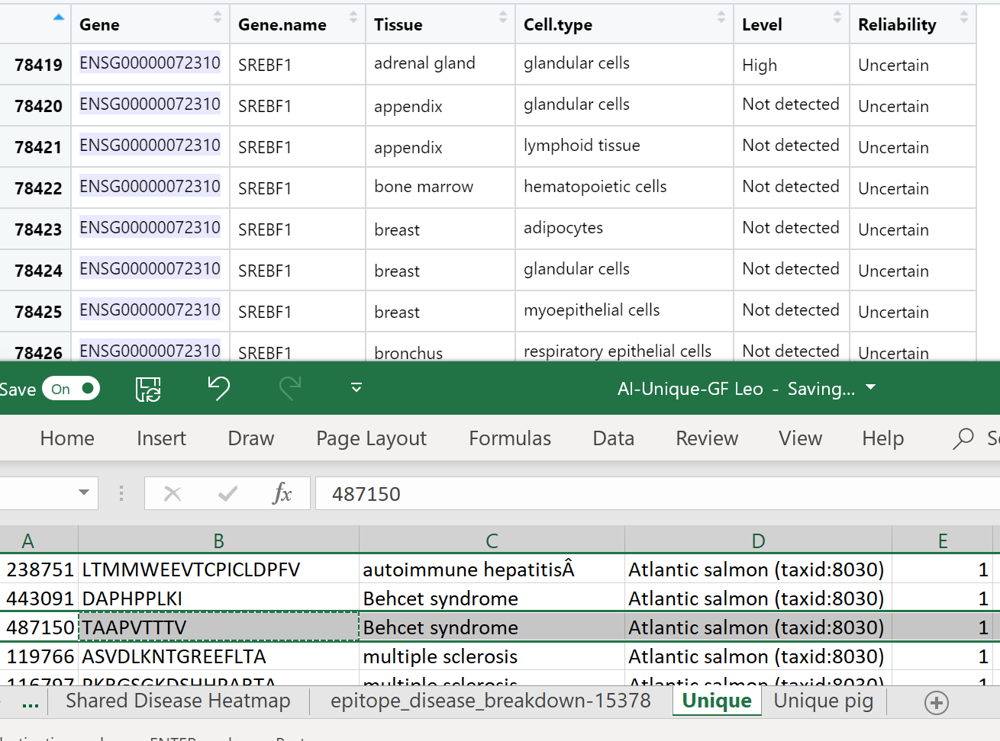 Gene Gene.name Tissue Cell.type Level Reliability
78419 ENSG00000072310 SREBF1 adrenal gland glandular cells High Uncertain
78420 ENSG00000072310 SREBF1 appendix glandular cells Not detected Uncertain
78421 ENSG00000072310 SREBF1 appendix lymphoid tissue Not detected Uncertain
78422 ENSG00000072310 SREBF1 bone marrow hematopoietic cells Not detected Uncertain
78423 ENSG00000072310 SREBF1 breast adipocytes Not detected Uncertain
78424 ENSG00000072310 SREBF1 breast glandular cells Not detected Uncertain
78425 ENSG00000072310 SREBF1 breast myoepithelial cells Not detected Uncertain
78426 ENSG00000072310 SREBF1 bronchus respiratory epithelial cells Not detected Uncertain
Save On AI-Unique-GF Leo - Saving...
Home Insert Draw Page Layout Formulas Data Review View Help
fx 487150
A B C D E
238751 LTMMWEEVTCPICLDPFV autoimmune hepatitisÂ Atlantic salmon (taxid:8030) 1
443091 DAPHPPLKI Behcet syndrome Atlantic salmon (taxid:8030) 1
487150 TAAPVTTTV Behcet syndrome Atlantic salmon (taxid:8030) 1
119766 ASVDLKNTGREEFLTA multiple sclerosis Atlantic salmon (taxid:8030) 1
116797 multiple sclerosis Atlantic salmon (taxid:8030) 1
... Shared Disease Heatmap epitope_disease_breakdown-15378 Unique Unique pig